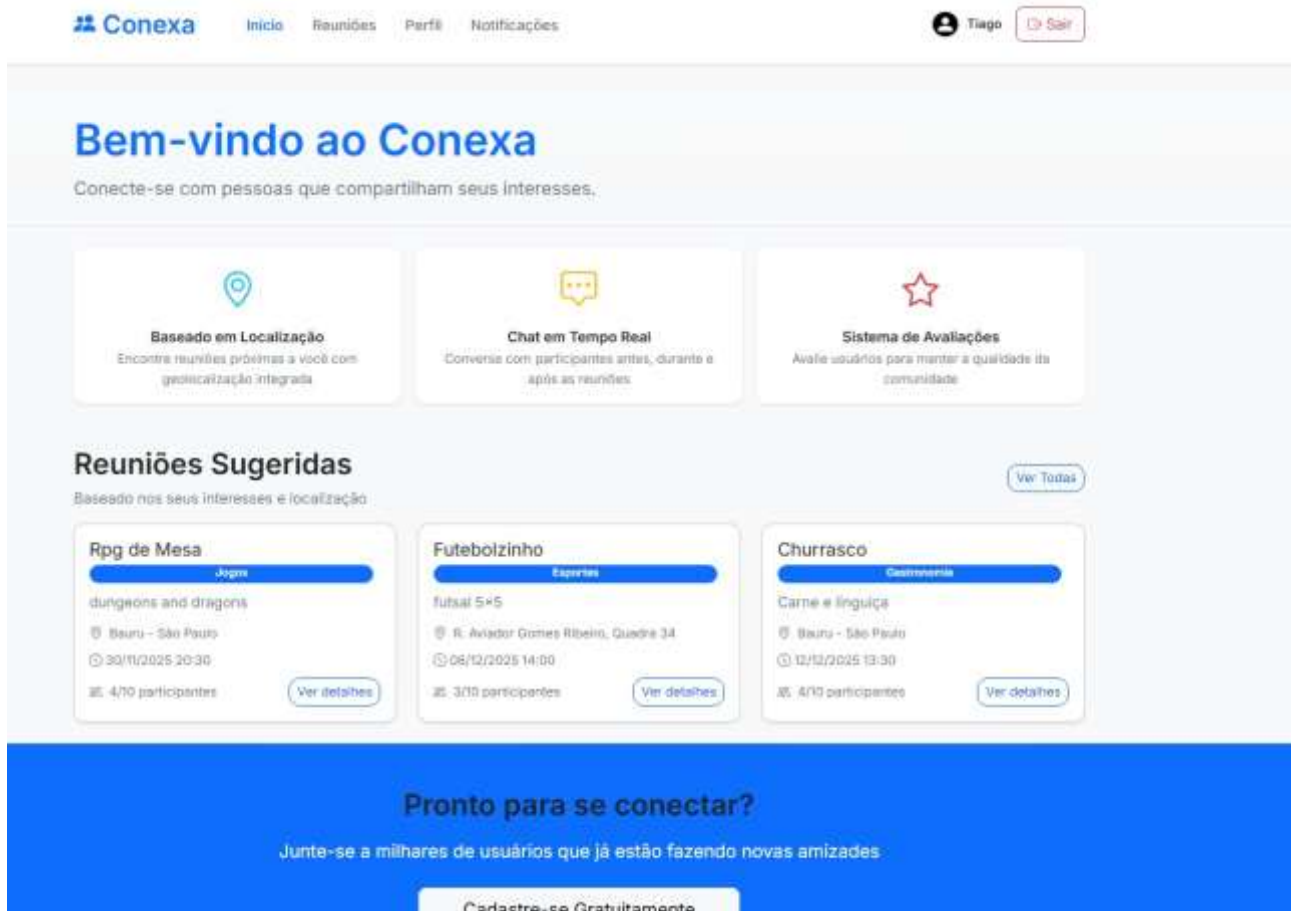 Conexa
Início Reuniões Perfil Notificações
Tiago Sair
Bem-vindo ao Conexa
Conecte-se com pessoas que compartilham seus interesses.
Baseado em Localização
Encontre reuniões próximas a você com
geolocalização integrada
Chat em Tempo Real
Converse com participantes antes, durante e
após as reuniões
Sistema de Avaliações
Avalie usuários para manter a qualidade da
comunidade
Reuniões Sugeridas
Ver Todas
Baseado nos seus interesses e localização
Rpg de Mesa
Jogos
dungeons and dragons
Bauru - São Paulo
30/11/2025 20:30
4/10 participantes
Ver detalhes
Futebolzinho
Esportes
futsal 5x5
R. Aviador Gomes Ribeiro, Quadra 34
06/12/2025 14:00
3/10 participantes
Ver detalhes
Churrasco
Gastronomia
Carne e linguiça
Bauru - São Paulo
12/12/2025 13:30
4/10 participantes
Ver detalhes
Pronto para se conectar?
Junte-se a milhares de usuários que já estão fazendo novas amizades
Cadastre-se Gratuitamente